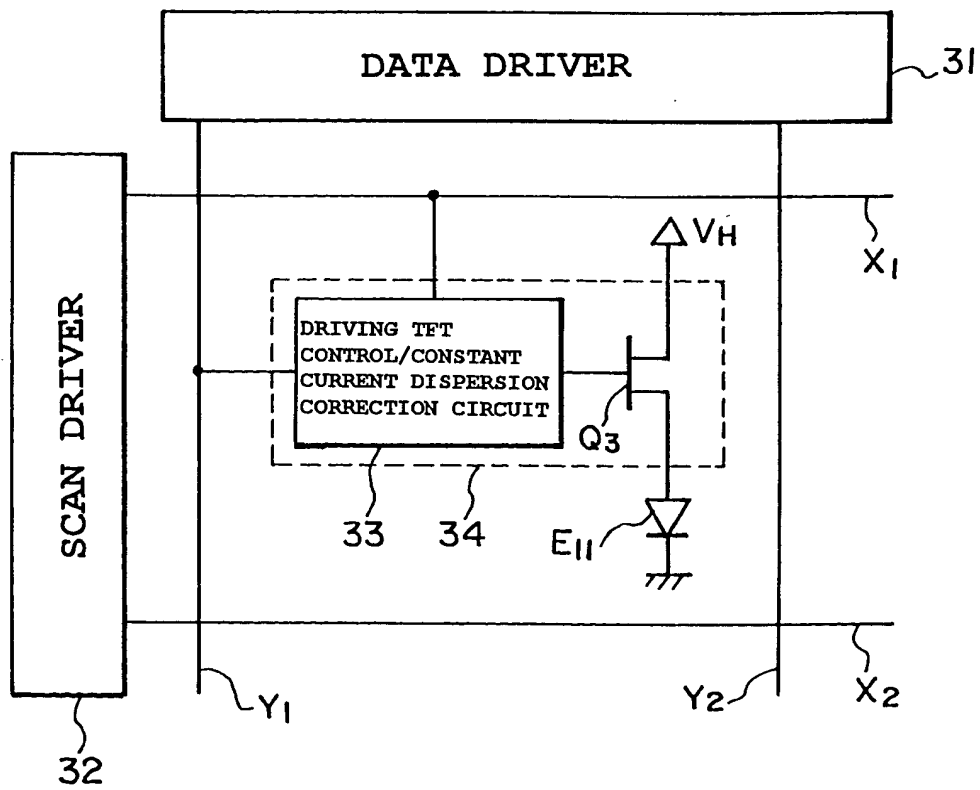 DATA DRIVER
31
X1
VH
SCAN DRIVER
DRIVING TFT
CONTROL/CONSTANT
CURRENT DISPERSION
CORRECTION CIRCUIT
Q3
33
34
E11
X2
Y1
Y2
32